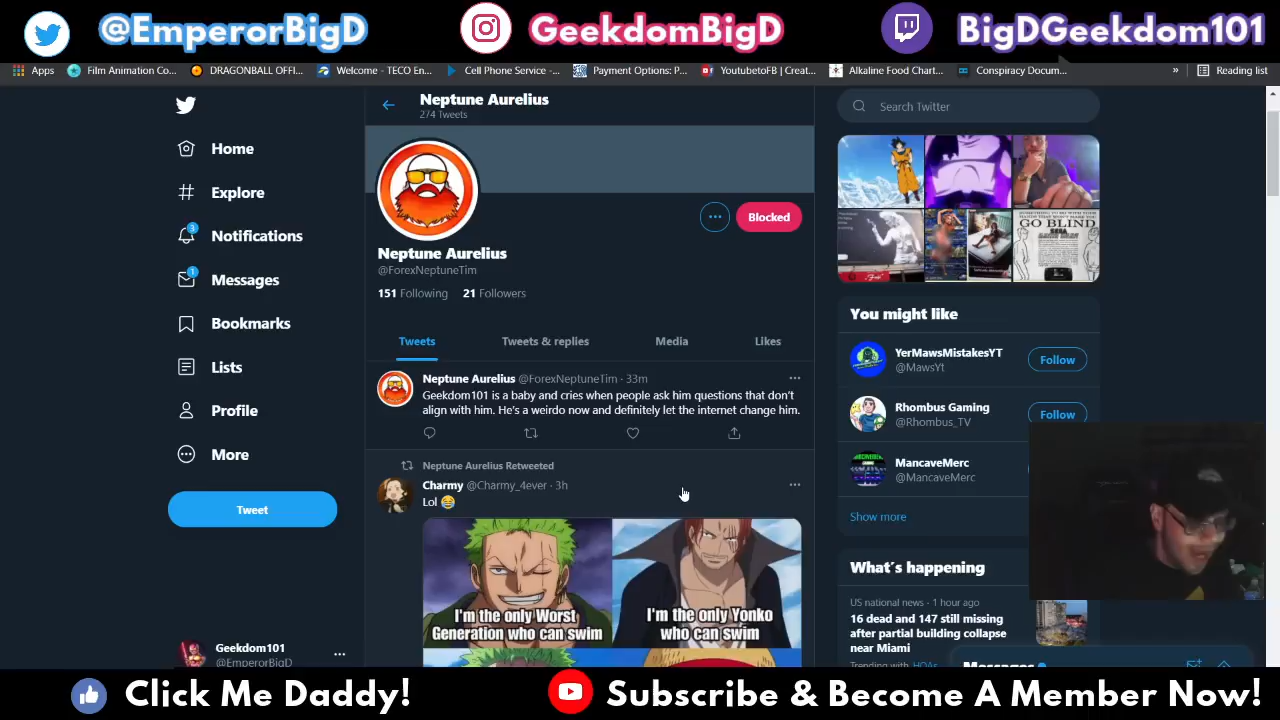 @EmperorBigD
GeekdomBigD
BigDGeekdom101
Apps
Film Animation Co...
DRAGONBALL OFFI...
Welcome - TECO En...
Cell Phone Service -...
Payment Options: P...
YoutubetoFB | Creat...
Alkaline Food Chart...
Conspiracy Docum...
»
Reading list
Home
Explore
Notifications
3
Messages
1
Bookmarks
Lists
Profile
More
Tweet
Geekdom101
@EmperorBigD
Neptune Aurelius
274 Tweets
Blocked
Neptune Aurelius
@ForexNeptuneTim
151 Following 21 Followers
Tweets
Tweets & replies
Media
Likes
Neptune Aurelius @ForexNeptuneTim · 33m
Geekdom101 is a baby and cries when people ask him questions that don't
align with him. He's a weirdo now and definitely let the internet change him.
Neptune Aurelius Retweeted
Charmy @Charmy_4ever · 3h
Lol 😂
I'm the only Worst
Generation who can swim
I'm the only Yonko
who can swim
Search Twitter
GO BLIND
SEGA
You might like
YerMawsMistakesYT
@MawsYt
Follow
Rhombus Gaming
@Rhombus_TV
Follow
MancaveMerc
@MancaveMerc
Show more
What's happening
US national news · 1 hour ago
16 dead and 147 still missing
after partial building collapse
near Miami
Trending with HOAs
Messages
Click Me Daddy!
Subscribe & Become A Member Now!